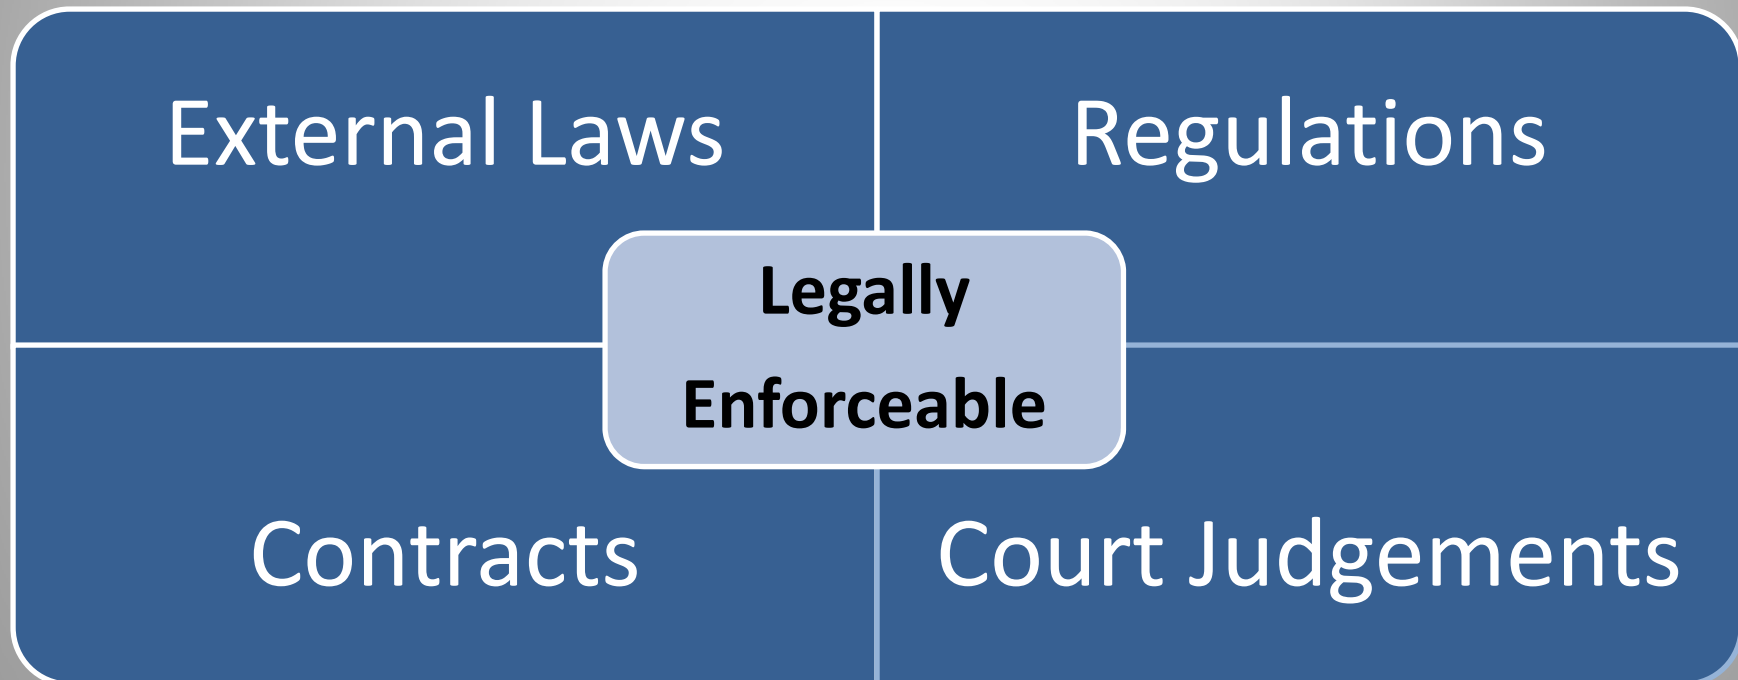 External Laws
Regulations
Legally
Enforceable
Contracts
Court Judgements